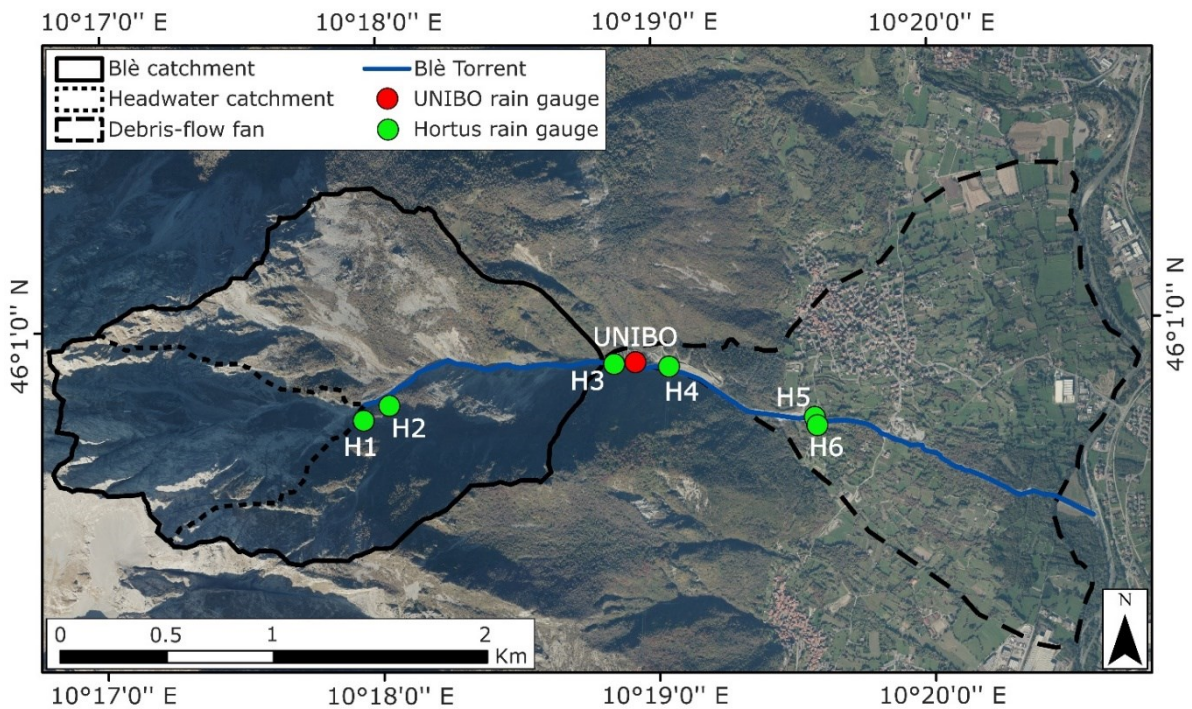 10°17'0'' E 10°18'0'' E 10°19'0'' E 10°20'0'' E
Blè catchment
Headwater catchment
Debris-flow fan
Blè Torrent
UNIBO rain gauge
Hortus rain gauge
46°1'0'' N
46°1'0'' N
UNIBO
H3
H4
H2
H1
H5
H6
0 0.5 1 2
Km
N
10°17'0'' E 10°18'0'' E 10°19'0'' E 10°20'0'' E